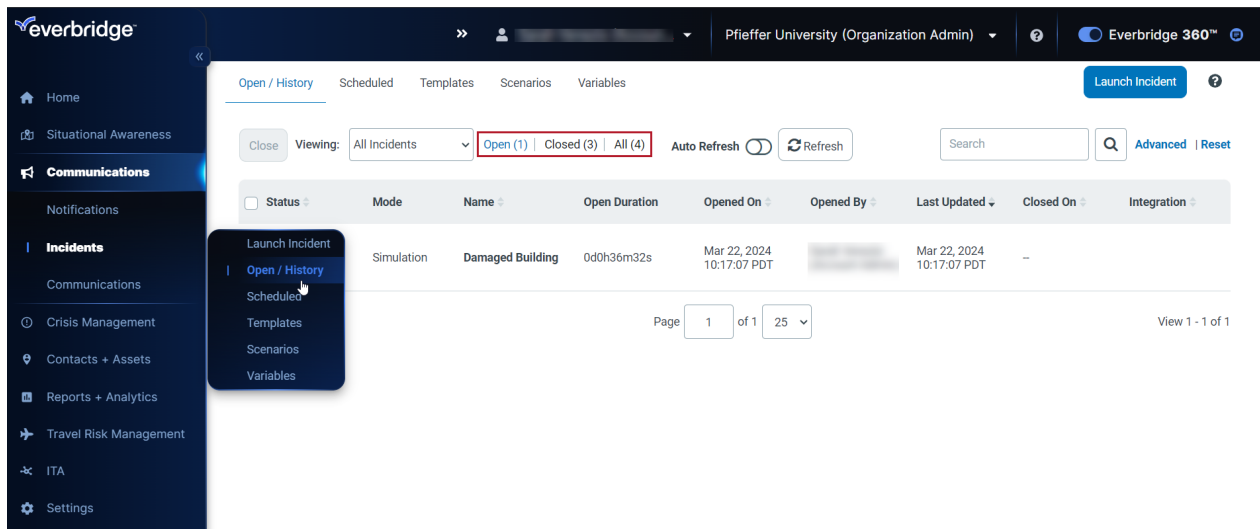 everbridge™
» Pfieffer University (Organization Admin) ? Everbridge 360™
«
Home
Situational Awareness
Communications
Notifications
Incidents
Communications
Crisis Management
Contacts + Assets
Reports + Analytics
Travel Risk Management
ITA
Settings
Launch Incident
Open / History
Scheduled
Templates
Scenarios
Variables
Open / History Scheduled Templates Scenarios Variables Launch Incident ?
Close Viewing: All Incidents Open (1) | Closed (3) | All (4) Auto Refresh Refresh Search Advanced | Reset
Status Mode Name Open Duration Opened On Opened By Last Updated Closed On Integration
Simulation Damaged Building 0d0h36m32s Mar 22, 2024 Mar 22, 2024 --
10:17:07 PDT 10:17:07 PDT
Page 1 of 1 25 View 1 - 1 of 1